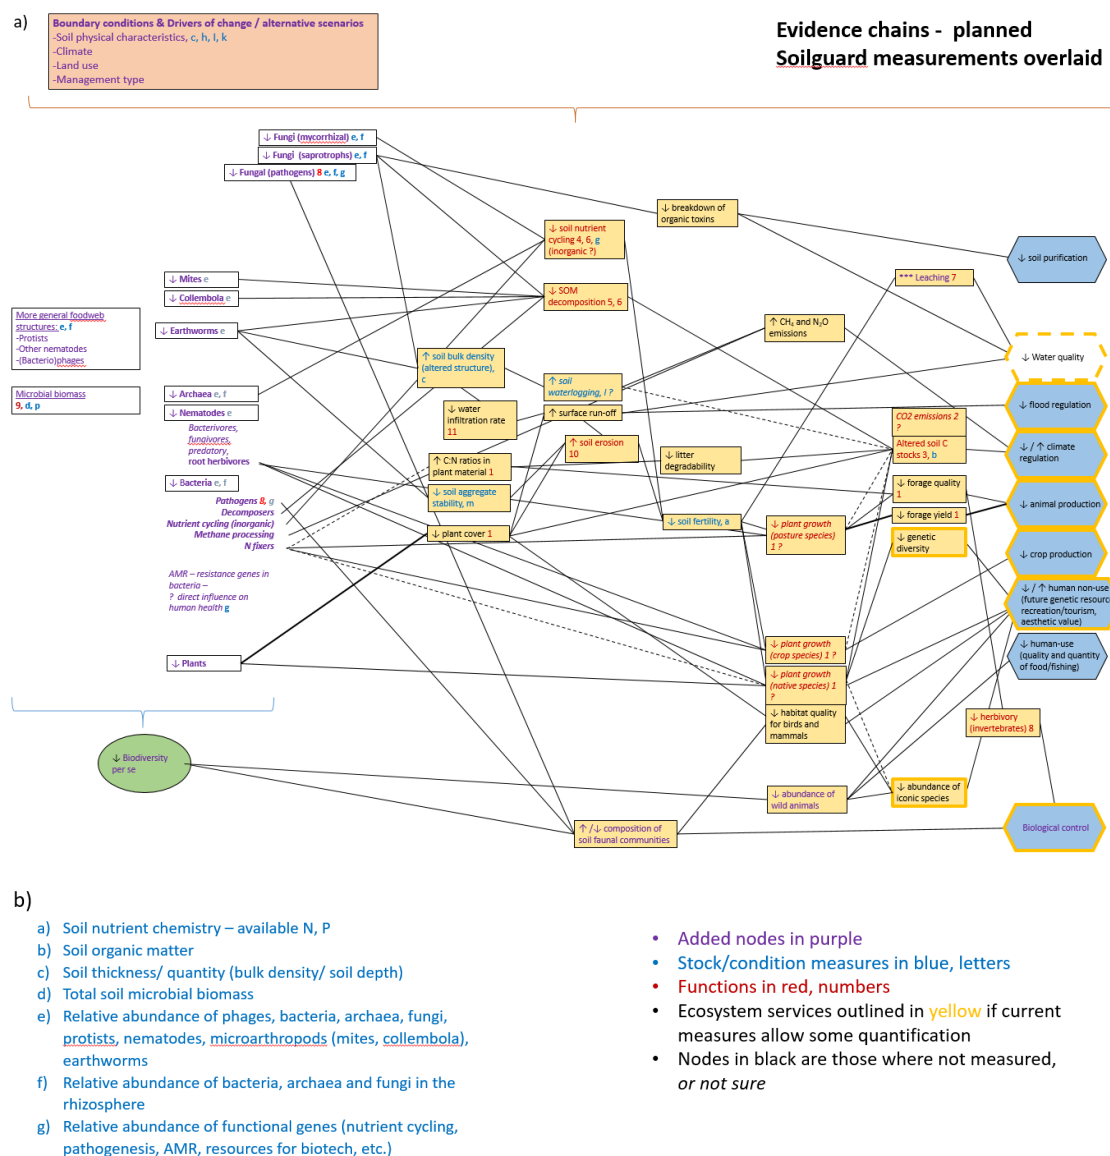 a)
Boundary conditions & Drivers of change / alternative scenarios
-Soil physical characteristics, c, h, I, k
-Climate
-Land use
-Management type
Evidence chains - planned
Soilguard measurements overlaid
↓ Fungi (mycorrhizal) e, f
↓ Fungi (saprotrophs) e, f
↓ Fungal (pathogens) 8 e, f, g
↓ breakdown of
organic toxins
↓ soil nutrient
cycling 4, 6, g
(inorganic ?)
↓ soil purification
↓ Mites e
↓ Collembola e
↓ SOM
decomposition 5, 6
*** Leaching 7
More general foodweb
structures: e, f
-Protists
-Other nematodes
-(Bacterio)phages
↓ Earthworms e
↑ CH₄ and N₂O
emissions
↑ soil bulk density
(altered structure),
c
↓ Water quality
Microbial biomass
9, d, p
↓ Archaea e, f
↓ Nematodes e
Bacterivores,
fungivores,
predatory,
root herbivores
↑ soil
waterlogging, l ?
↓ water
infiltration rate
11
↑ surface run-off
↓ flood regulation
CO2 emissions 2
?
Altered soil C
stocks 3, b
↑ soil erosion
10
↓ / ↑ climate
regulation
↑ C:N ratios in
plant material 1
↓ litter
degradability
↓ Bacteria e, f
Pathogens 8, g
Decomposers
Nutrient cycling (inorganic)
Methane processing
N fixers
↓ soil aggregate
stability, m
↓ forage quality
1
↓ animal production
↓ forage yield 1
↓ soil fertility, a
↓ plant growth
(pasture species)
1 ?
↓ plant cover 1
↓ genetic
diversity
↓ crop production
AMR – resistance genes in
bacteria –
? direct influence on
human health g
↓ / ↑ human non-use
(future genetic resourc
recreation/tourism,
aesthetic value)
↓ Plants
↓ plant growth
(crop species) 1 ?
↓ human-use
(quality and quantity
of food/fishing)
↓ plant growth
(native species) 1
?
↓ habitat quality
for birds and
mammals
↓ herbivory
(invertebrates) 8
↓ Biodiversity
per se
↓ abundance of
wild animals
↓ abundance of
iconic species
↑ /↓ composition of
soil faunal communities
Biological control
b)
a) Soil nutrient chemistry – available N, P
b) Soil organic matter
c) Soil thickness/ quantity (bulk density/ soil depth)
d) Total soil microbial biomass
e) Relative abundance of phages, bacteria, archaea, fungi,
protists, nematodes, microarthropods (mites, collembola),
earthworms
f) Relative abundance of bacteria, archaea and fungi in the
rhizosphere
g) Relative abundance of functional genes (nutrient cycling,
pathogenesis, AMR, resources for biotech, etc.)
• Added nodes in purple
• Stock/condition measures in blue, letters
• Functions in red, numbers
• Ecosystem services outlined in yellow if current
measures allow some quantification
• Nodes in black are those where not measured,
or not sure